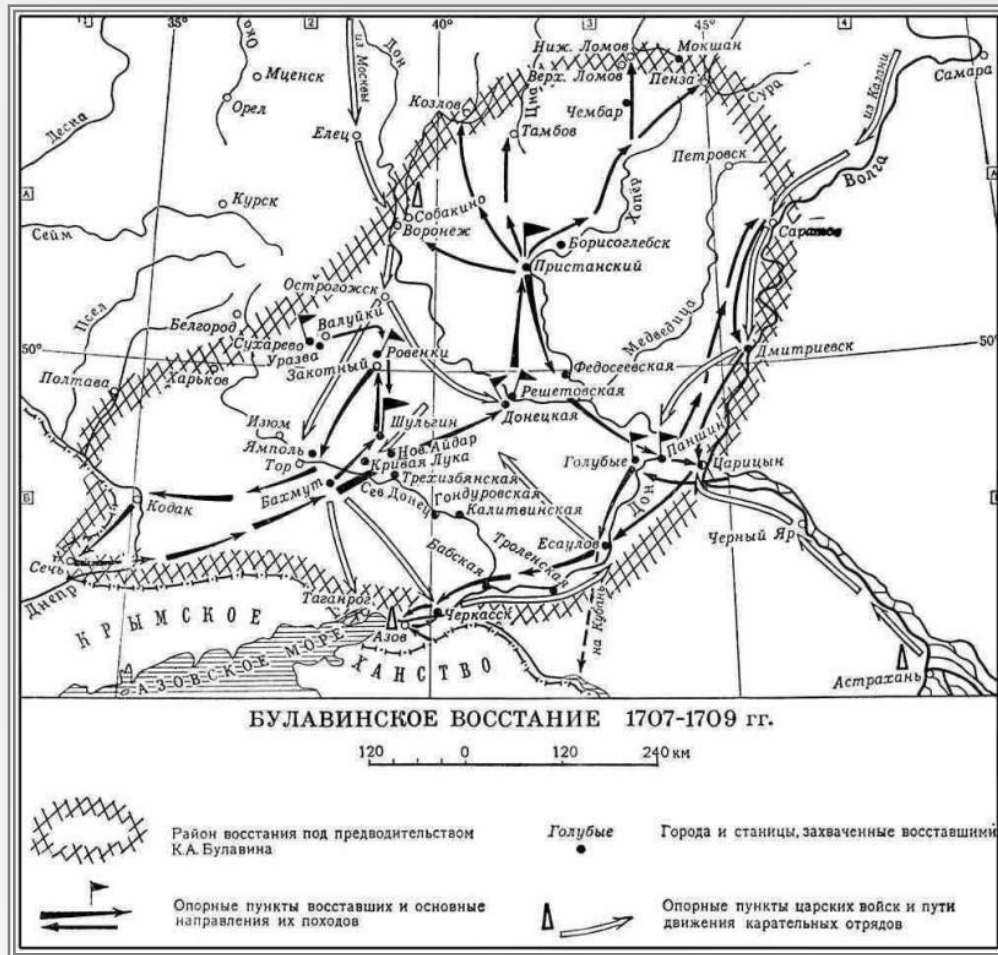 35°
2
40°
3
45°
4
Ока
Дон
из Москвы
Мценск
Орел
Десна
Елец
Козлов
Цна
Тамбов
Ниж. Ломов
Верх. Ломов
Мокшан
Пенза
Чембар
Сура
Самара
из Казани
Петровск
Волга
А
А
Курск
Сейм
Собакино
Воронеж
Хопёр
Борисоглебск
Пристанский
Саратов
Острогожск
Псел
Белгород
Валуйки
Сухарево
Уразва
Ровенки
Медведица
50°
50°
Дмитриевск
Харьков
Закотный
Полтава
Федосеевская
Решетовская
Донецкая
Изюм
Шульгин
Ямполь
Нов. Айдар
Тор
Кривая Лука
Голубые
Паншин
Царицын
Бахмут
Трехизбянская
Б
Сев Донец
Гондуровская
Дон
Кодак
Калитвинская
Черный Яр
Есаулов
Сечь
Бабская
Троленская
Днепр
Таганрог
Черкасск
на Кубань
КРЫМСКОЕ
Азов
АЗОВСКОЕ МОРЕ
ХАНСТВО
Астрахань
БУЛАВИНСКОЕ ВОССТАНИЕ 1707-1709 гг.
120 0 120 240 км
Район восстания под предводительством
К.А. Булавина
Голубые
Города и станицы, захваченные восставшими
Опорные пункты восставших и основные
направления их походов
Опорные пункты царских войск и пути
движения карательных отрядов